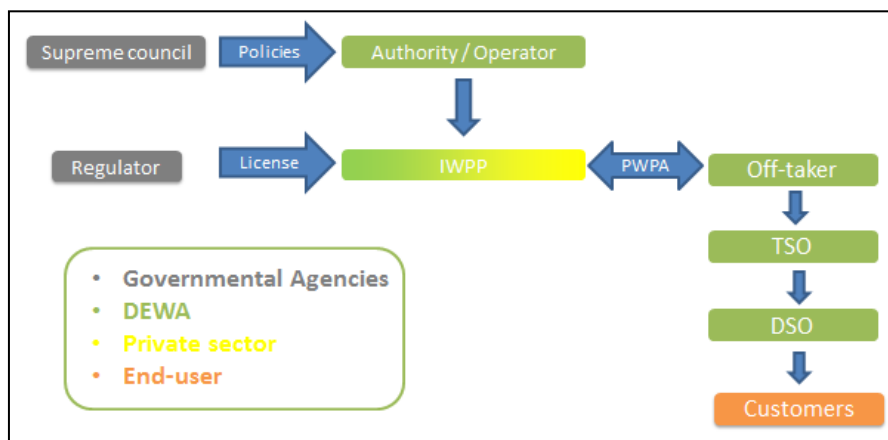 Supreme council
Policies
Authority / Operator
Regulator
License
IWPP
PWPA
Off-taker
TSO
DSO
Customers
• Governmental Agencies
• DEWA
• Private sector
• End-user